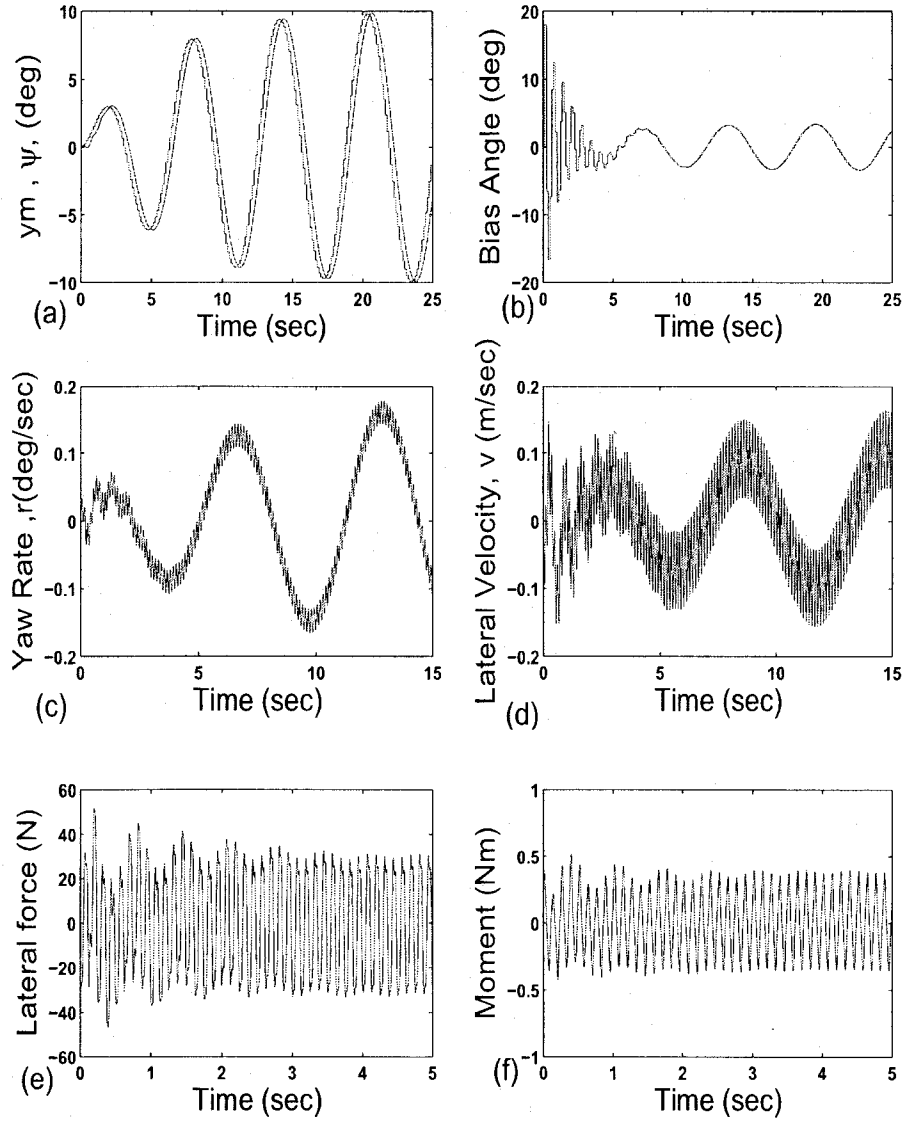 10
5
0
−5
−10
0 5 10 15 20 25
ym , ψ, (deg)
Time (sec)
(a)
20
10
0
−10
−20
0 5 10 15 20 25
Bias Angle (deg)
Time (sec)
(b)
0.2
0.1
0
−0.1
−0.2
0 5 10 15
Yaw Rate ,r(deg/sec)
Time (sec)
(c)
0.2
0.1
0
−0.1
−0.2
0 5 10 15
Lateral Velocity, v (m/sec)
Time (sec)
(d)
60
40
20
0
−20
−40
−60
0 1 2 3 4 5
Lateral force (N)
Time (sec)
(e)
1
0.5
0
−0.5
−1
0 1 2 3 4 5
Moment (Nm)
Time (sec)
(f)